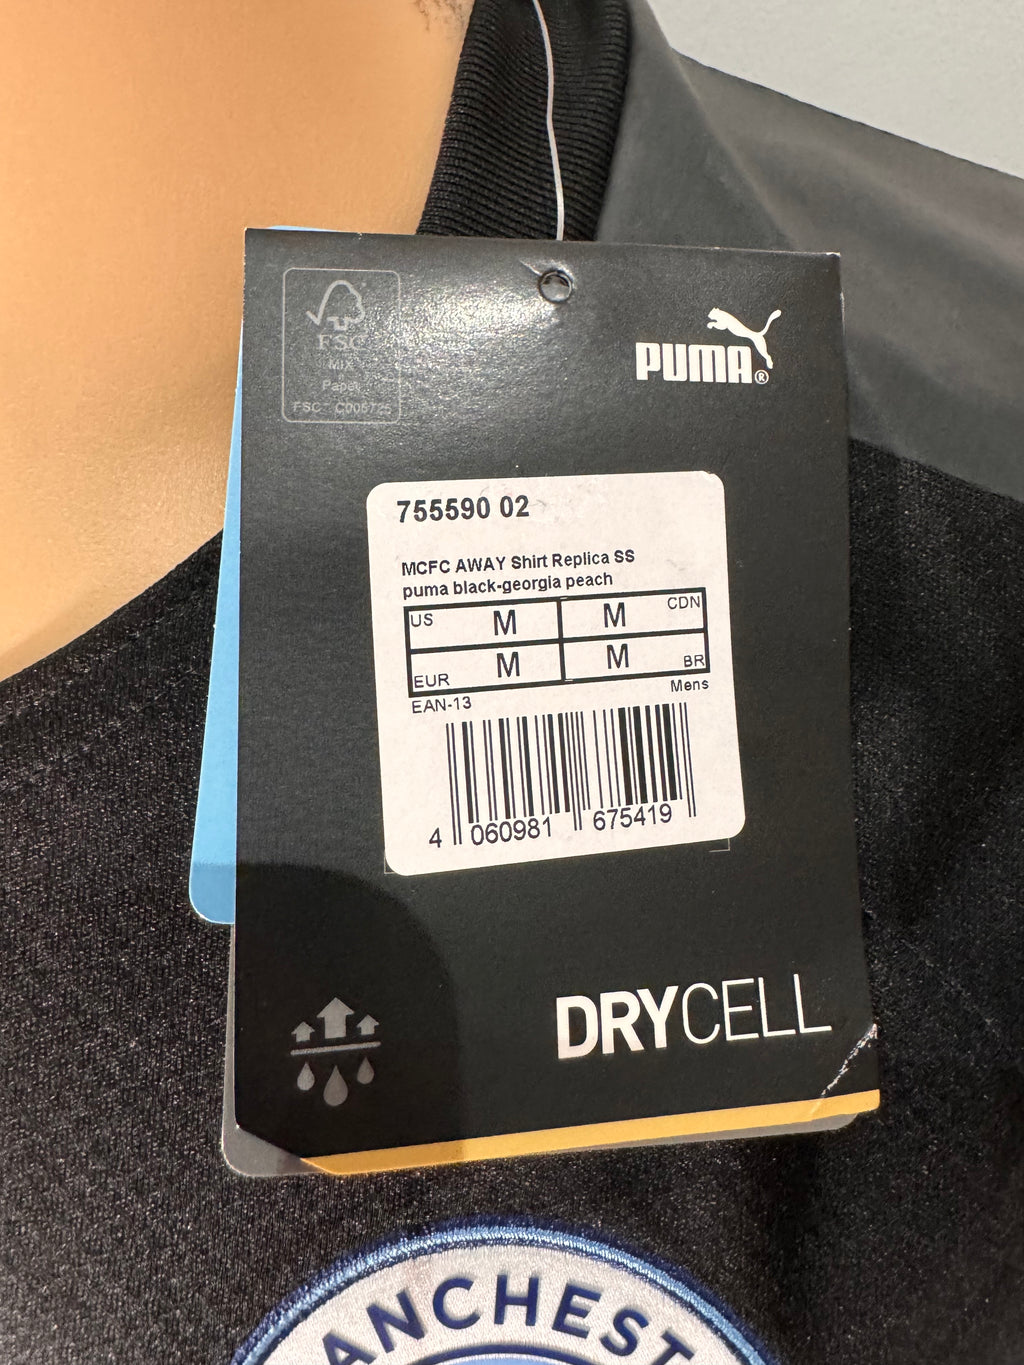 FSC
MIX
Paper
FSC® C008725
PUMA®
755590 02
MCFC AWAY Shirt Replica SS
puma black-georgia peach
US M M CDN
EUR M M BR
EAN-13 Mens
4 060981 675419
DRYCELL
ANCHEST